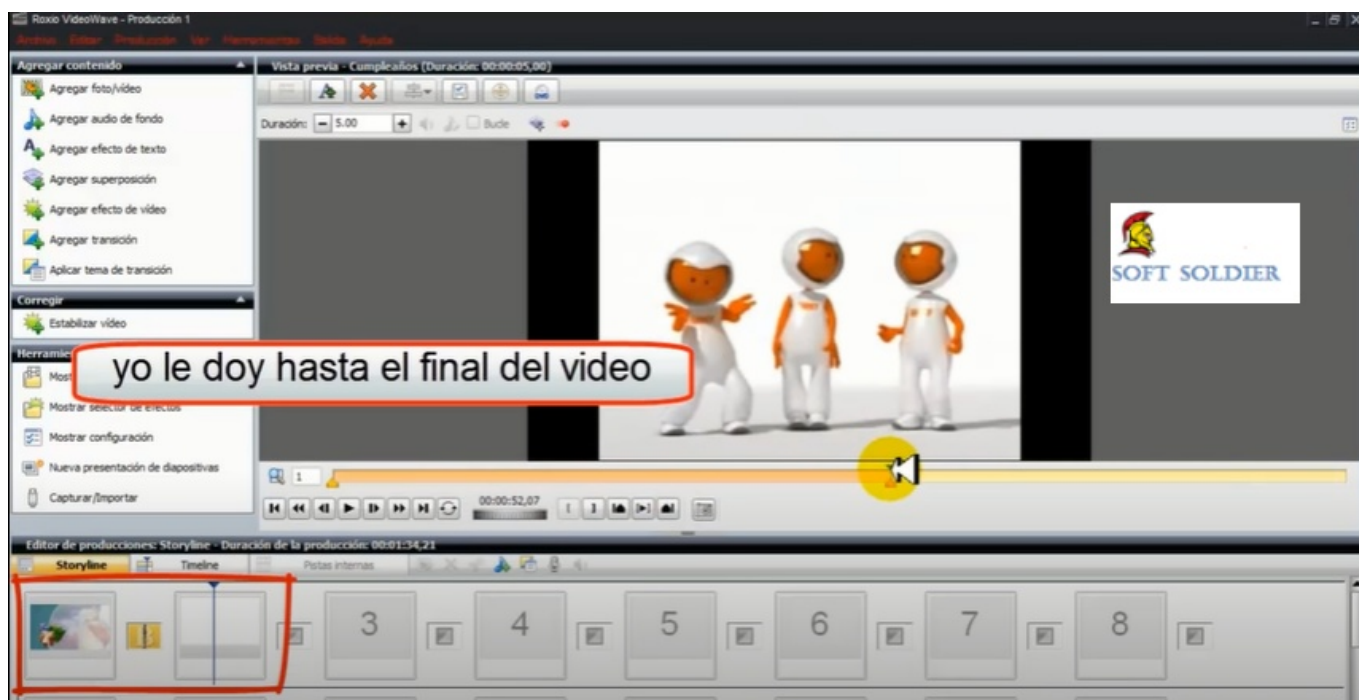 Roxio VideoWave - Producción 1
Archivo Editar Producción Ver Herramientas Salida Ayuda
Agregar contenido
Vista previa - Cumpleaños (Duración: 00:00:05,00)
Agregar foto/vídeo
Agregar audio de fondo
Duración: 5.00 Bucle
Agregar efecto de texto
Agregar superposición
Agregar efecto de vídeo
Agregar transición
Aplicar tema de transición
SOFT SOLDIER
Corregir
Estabilizar vídeo
yo le doy hasta el final del video
Mostrar selector de efectos
Mostrar configuración
Nueva presentación de diapositivas
1
Capturar/Importar
00:00:52,07
Editor de producciones: Storyline - Duración de la producción: 00:01:34,21
Storyline Timeline Pistas internas
3 4 5 6 7 8